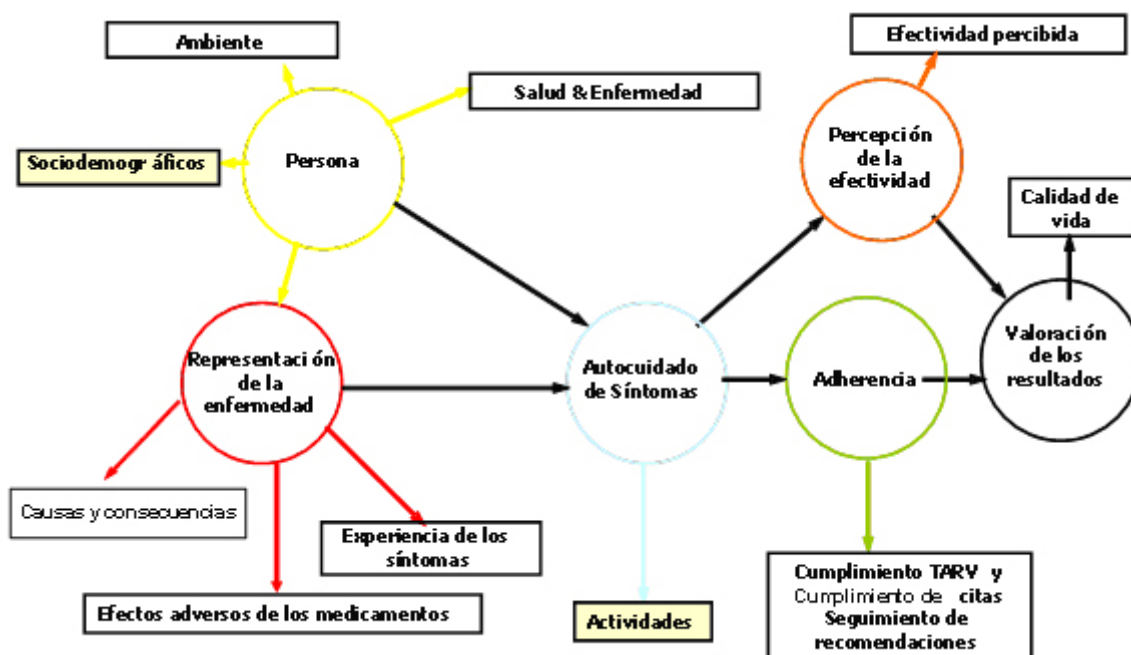 Ambiente
Efectividad percibida
Salud & Enfermedad
Sociodemogr áficos
Persona
Percepción
de la
efectividad
Calidad de
vida
Representación
de la
enfermedad
Autocuidado
de Síntomas
Adherencia
Valoración
de los
resultados
Causas y consecuencias
Experiencia de los
síntomas
Efectos adversos de los medicamentos
Actividades
Cumplimiento TARV y
Cumplimiento de citas
Seguimiento de
recomendaciones